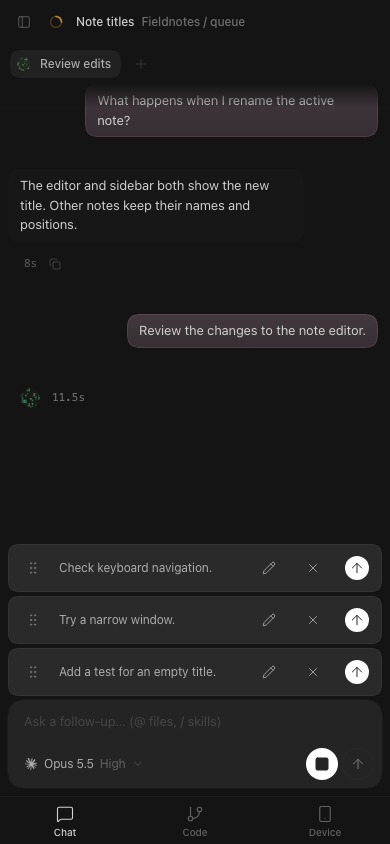 Note titles Fieldnotes / queue
Review edits
What happens when I rename the active
note?
The editor and sidebar both show the new
title. Other notes keep their names and
positions.
8s
Review the changes to the note editor.
11.5s
Check keyboard navigation.
Try a narrow window.
Add a test for an empty title.
Ask a follow-up... (@ files, / skills)
Opus 5.5 High
Chat Code Device